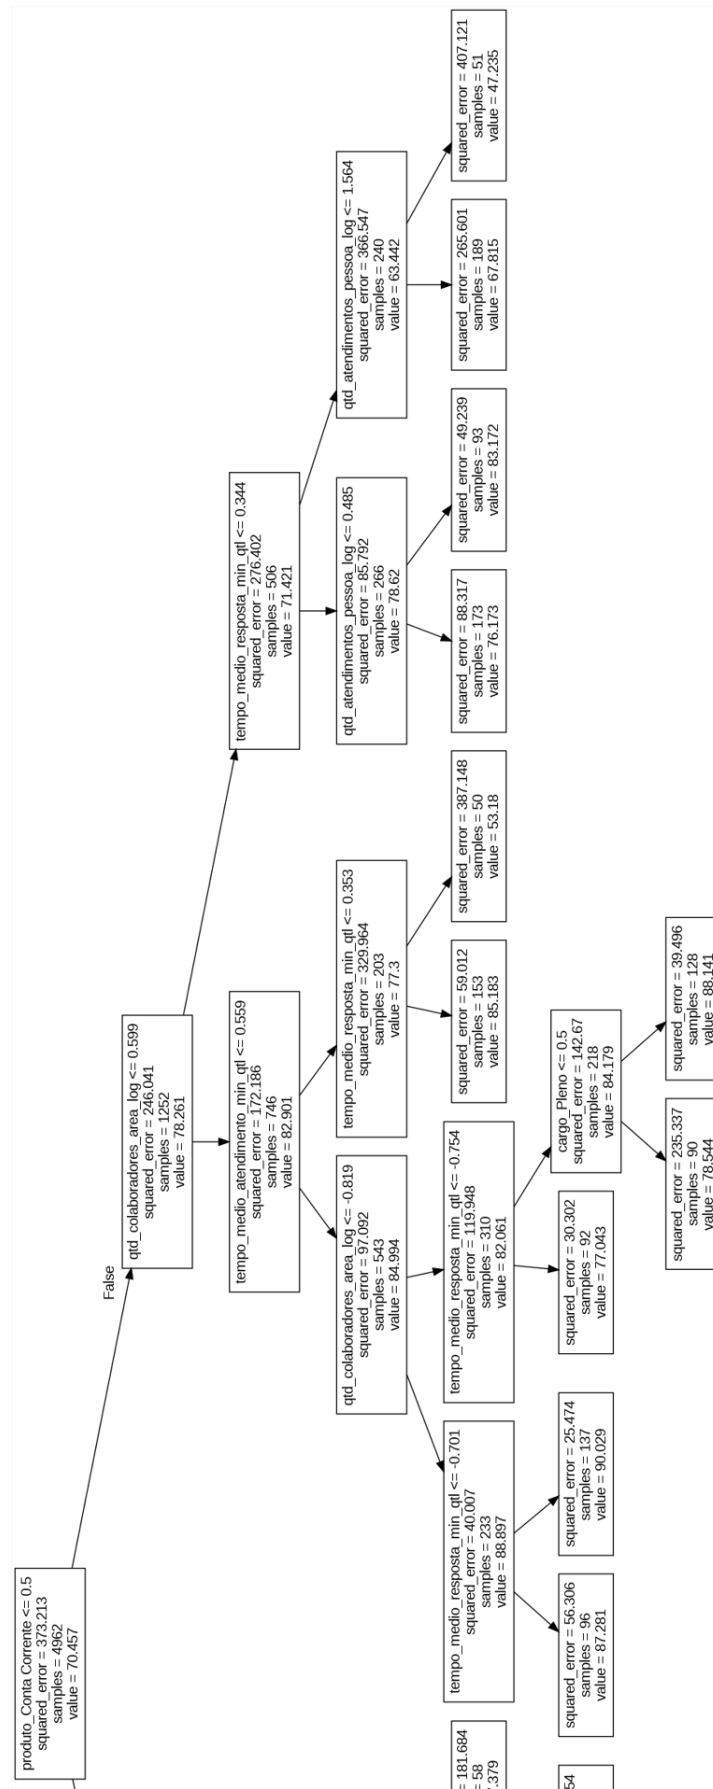 produto_Conta Corrente <= 0.5
squared_error = 373.213
samples = 4962
value = 70.457
False
qtd_colaboradores_area_log <= 0.599
squared_error = 246.041
samples = 1252
value = 78.261
tempo_medio_atendimento_min_qtl <= 0.559
squared_error = 172.186
samples = 746
value = 82.901
tempo_medio_resposta_min_qtl <= 0.344
squared_error = 276.402
samples = 506
value = 71.421
qtd_colaboradores_area_log <= -0.819
squared_error = 97.092
samples = 543
value = 84.994
tempo_medio_resposta_min_qtl <= 0.353
squared_error = 329.964
samples = 203
value = 77.3
qtd_atendimentos_pessoa_log <= 0.485
squared_error = 85.792
samples = 266
value = 78.62
qtd_atendimentos_pessoa_log <= 1.564
squared_error = 366.547
samples = 240
value = 63.442
= 181.684
= 58
7.379
tempo_medio_resposta_min_qtl <= -0.701
squared_error = 40.007
samples = 233
value = 88.897
tempo_medio_resposta_min_qtl <= -0.754
squared_error = 119.948
samples = 310
value = 82.061
squared_error = 59.012
samples = 153
value = 85.183
squared_error = 387.148
samples = 50
value = 53.18
squared_error = 88.317
samples = 173
value = 76.173
squared_error = 49.239
samples = 93
value = 83.172
squared_error = 265.601
samples = 189
value = 67.815
squared_error = 407.121
samples = 51
value = 47.235
54
squared_error = 56.306
samples = 96
value = 87.281
squared_error = 25.474
samples = 137
value = 90.029
squared_error = 30.302
samples = 92
value = 77.043
cargo_Pleno <= 0.5
squared_error = 142.67
samples = 218
value = 84.179
squared_error = 235.337
samples = 90
value = 78.544
squared_error = 39.496
samples = 128
value = 88.141